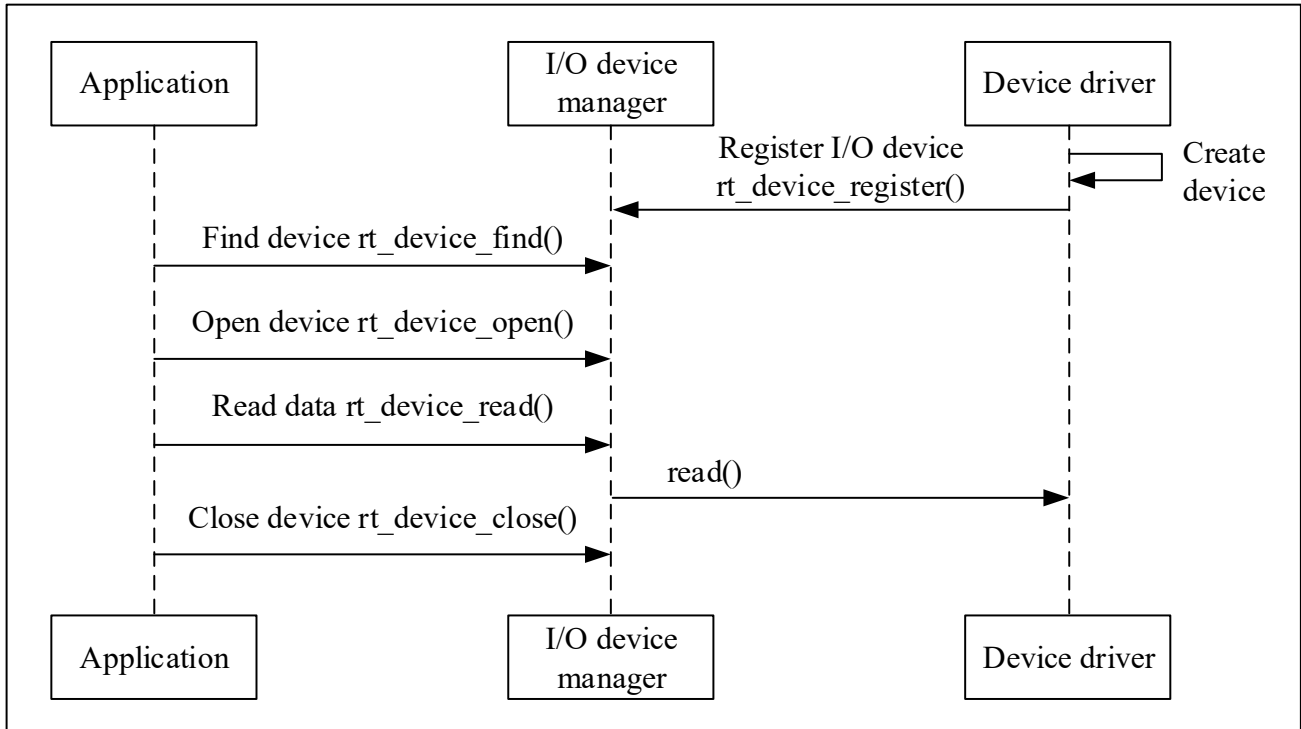 Application
I/O device
manager
Device driver
Register I/O device
rt_device_register()
Create
device
Find device rt_device_find()
Open device rt_device_open()
Read data rt_device_read()
read()
Close device rt_device_close()
Application
I/O device
manager
Device driver